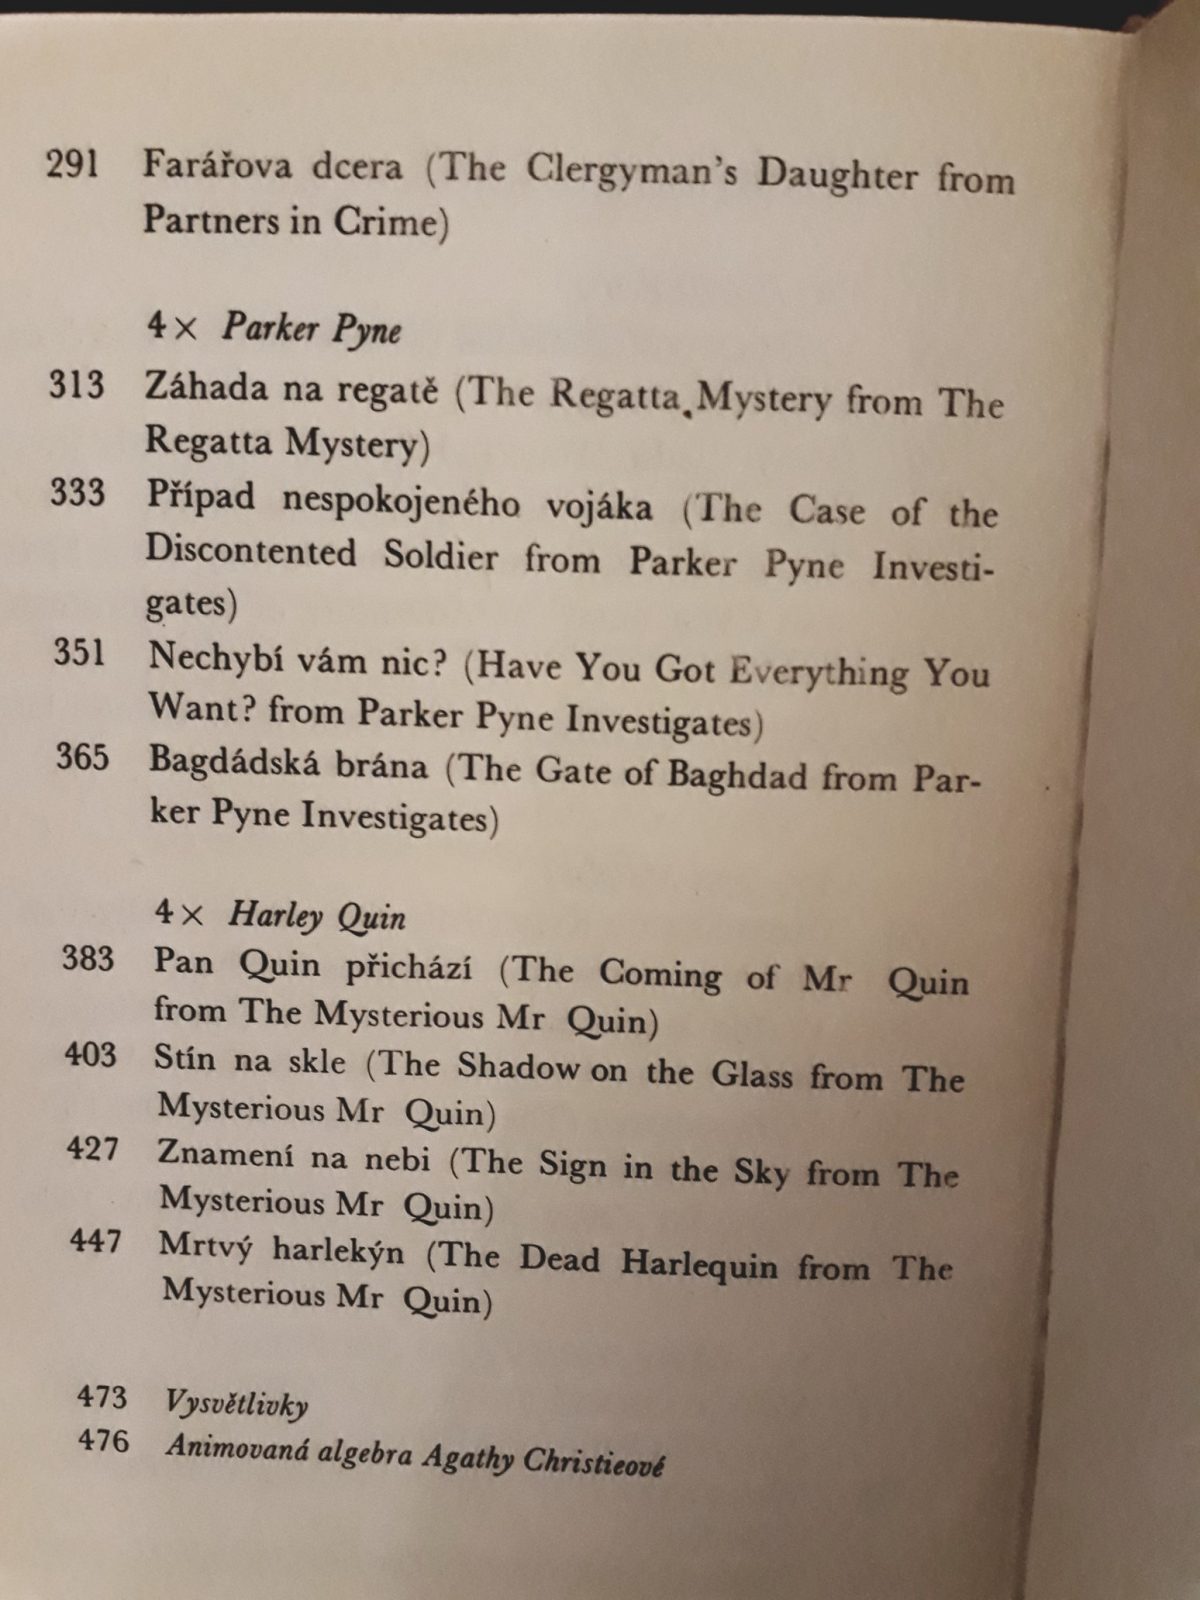 291 Farářova dcera (The Clergyman's Daughter from
Partners in Crime)
4× Parker Pyne
313 Záhada na regatě (The Regatta Mystery from The
Regatta Mystery)
333 Případ nespokojeného vojáka (The Case of the
Discontented Soldier from Parker Pyne Investi-
gates)
351 Nechybí vám nic? (Have You Got Everything You
Want? from Parker Pyne Investigates)
365 Bagdádská brána (The Gate of Baghdad from Par-
ker Pyne Investigates)
4× Harley Quin
383 Pan Quin přichází (The Coming of Mr Quin
from The Mysterious Mr Quin)
403 Stín na skle (The Shadow on the Glass from The
Mysterious Mr Quin)
427 Znamení na nebi (The Sign in the Sky from The
Mysterious Mr Quin)
447 Mrtvý harlekýn (The Dead Harlequin from The
Mysterious Mr Quin)
473 Vysvětlivky
476 Animovaná algebra Agathy Christieové